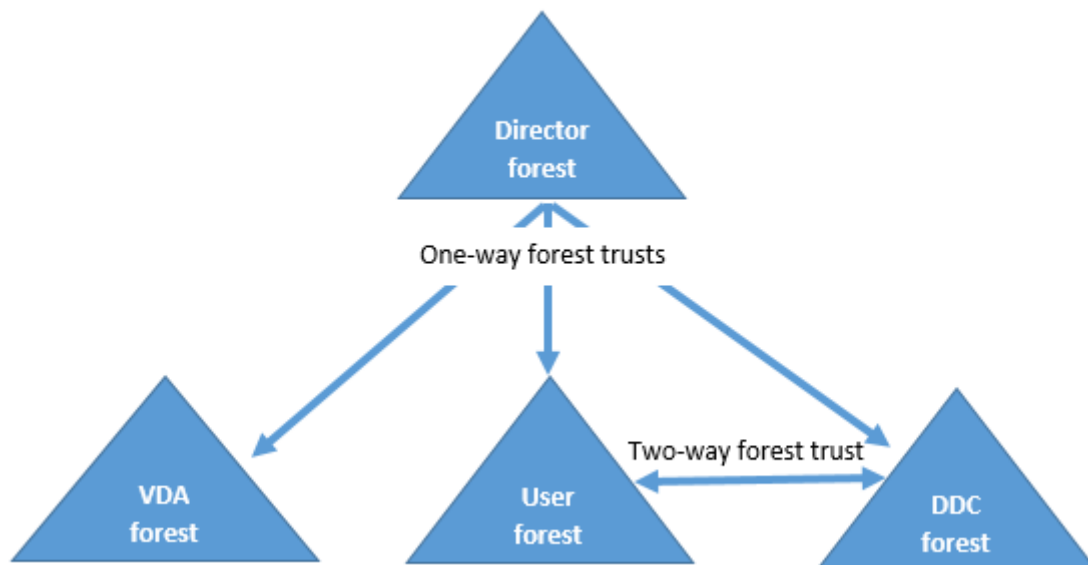 Director
forest
One-way forest trusts
Two-way forest trust
VDA
forest
User
forest
DDC
forest